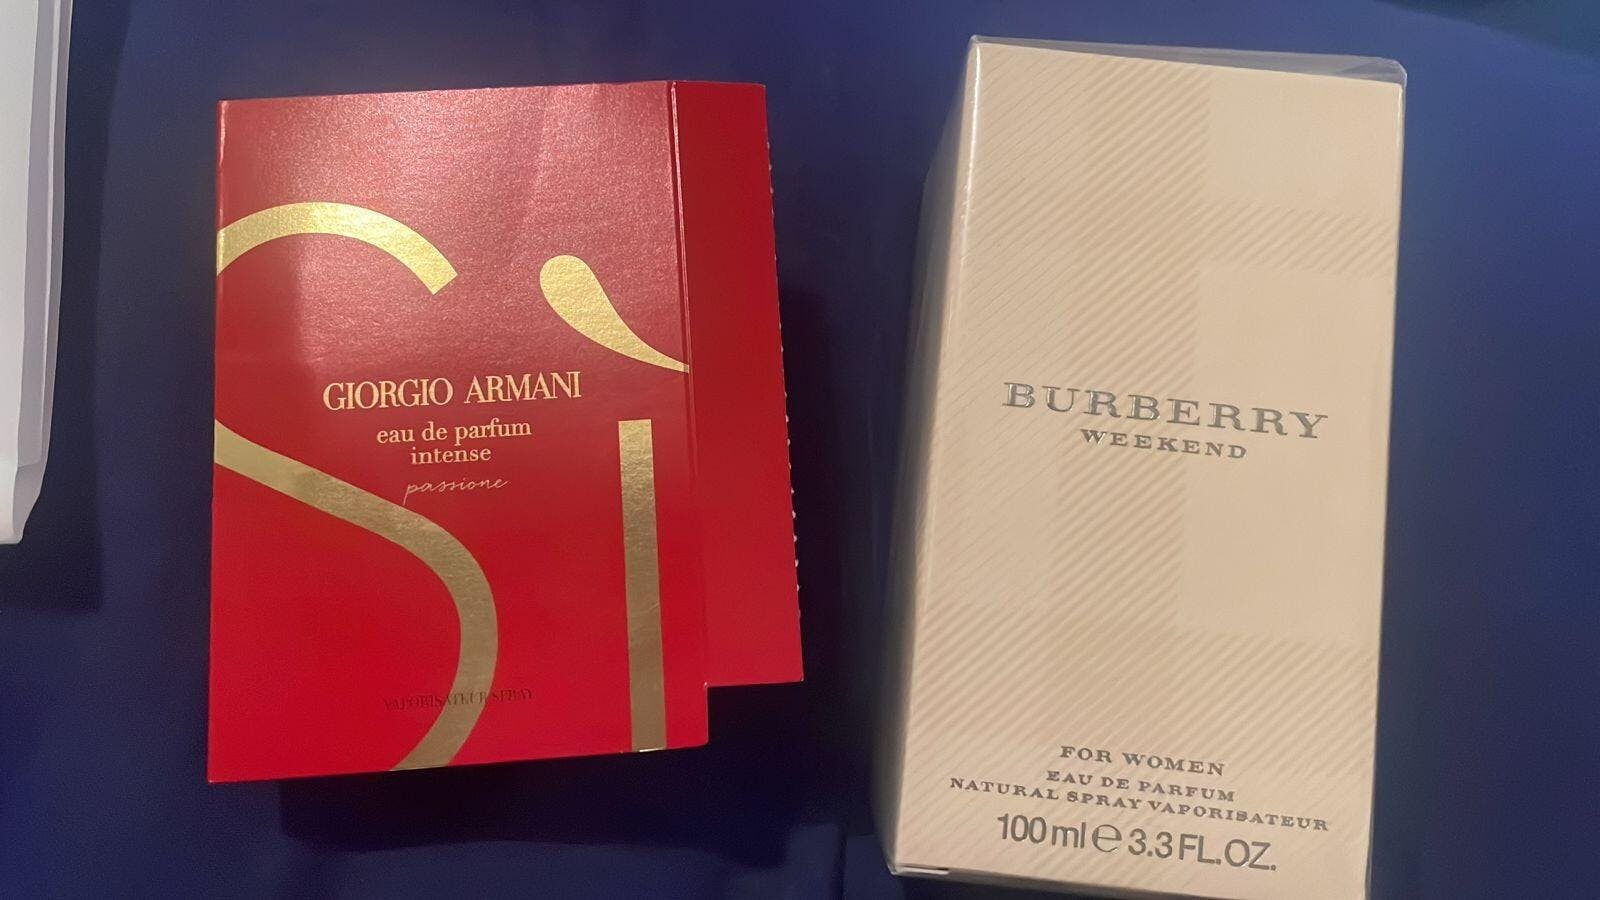 Sì
GIORGIO ARMANI
eau de parfum
intense
passione
VAPORISATEUR SPRAY
BURBERRY
WEEKEND
FOR WOMEN
EAU DE PARFUM
NATURAL SPRAY VAPORISATEUR
100 ml ℮ 3.3 FL.OZ.